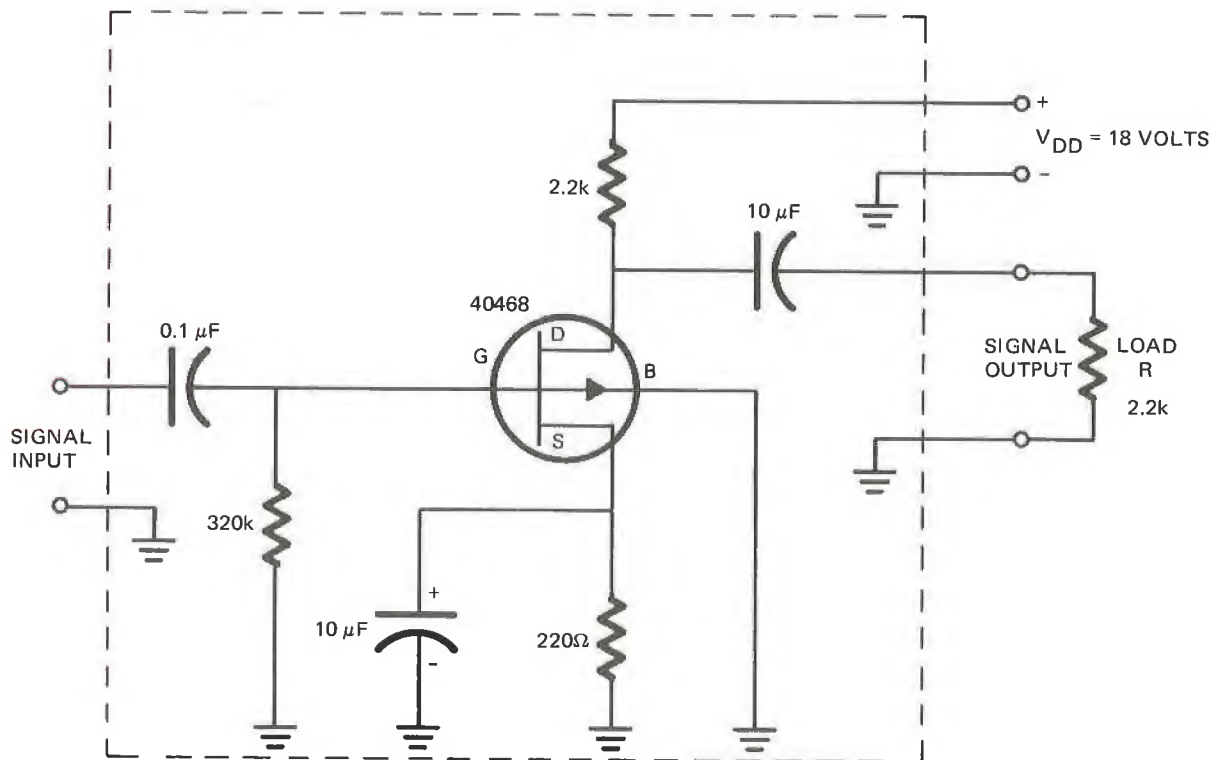 +
V_DD = 18 VOLTS
−
2.2k
10 μF
40468
D
G
B
S
0.1 μF
SIGNAL
INPUT
SIGNAL
OUTPUT
LOAD
R
2.2k
320k
+
10 μF
−
220Ω